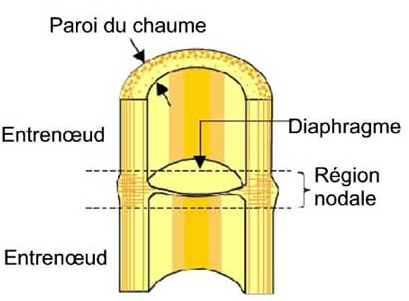 Paroi du chaume
Entrenœud
Diaphragme
Région
nodale
Entrenœud